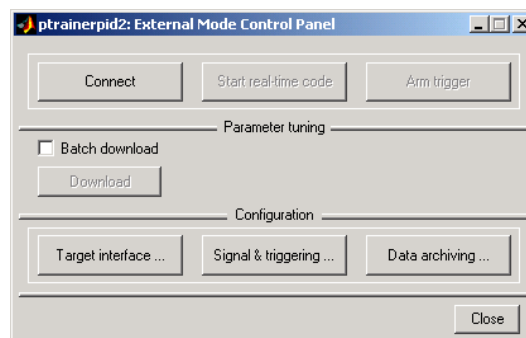 ptrainerpid2: External Mode Control Panel
Connect
Start real-time code
Arm trigger
Parameter tuning
Batch download
Download
Configuration
Target interface ...
Signal & triggering ...
Data archiving ...
Close